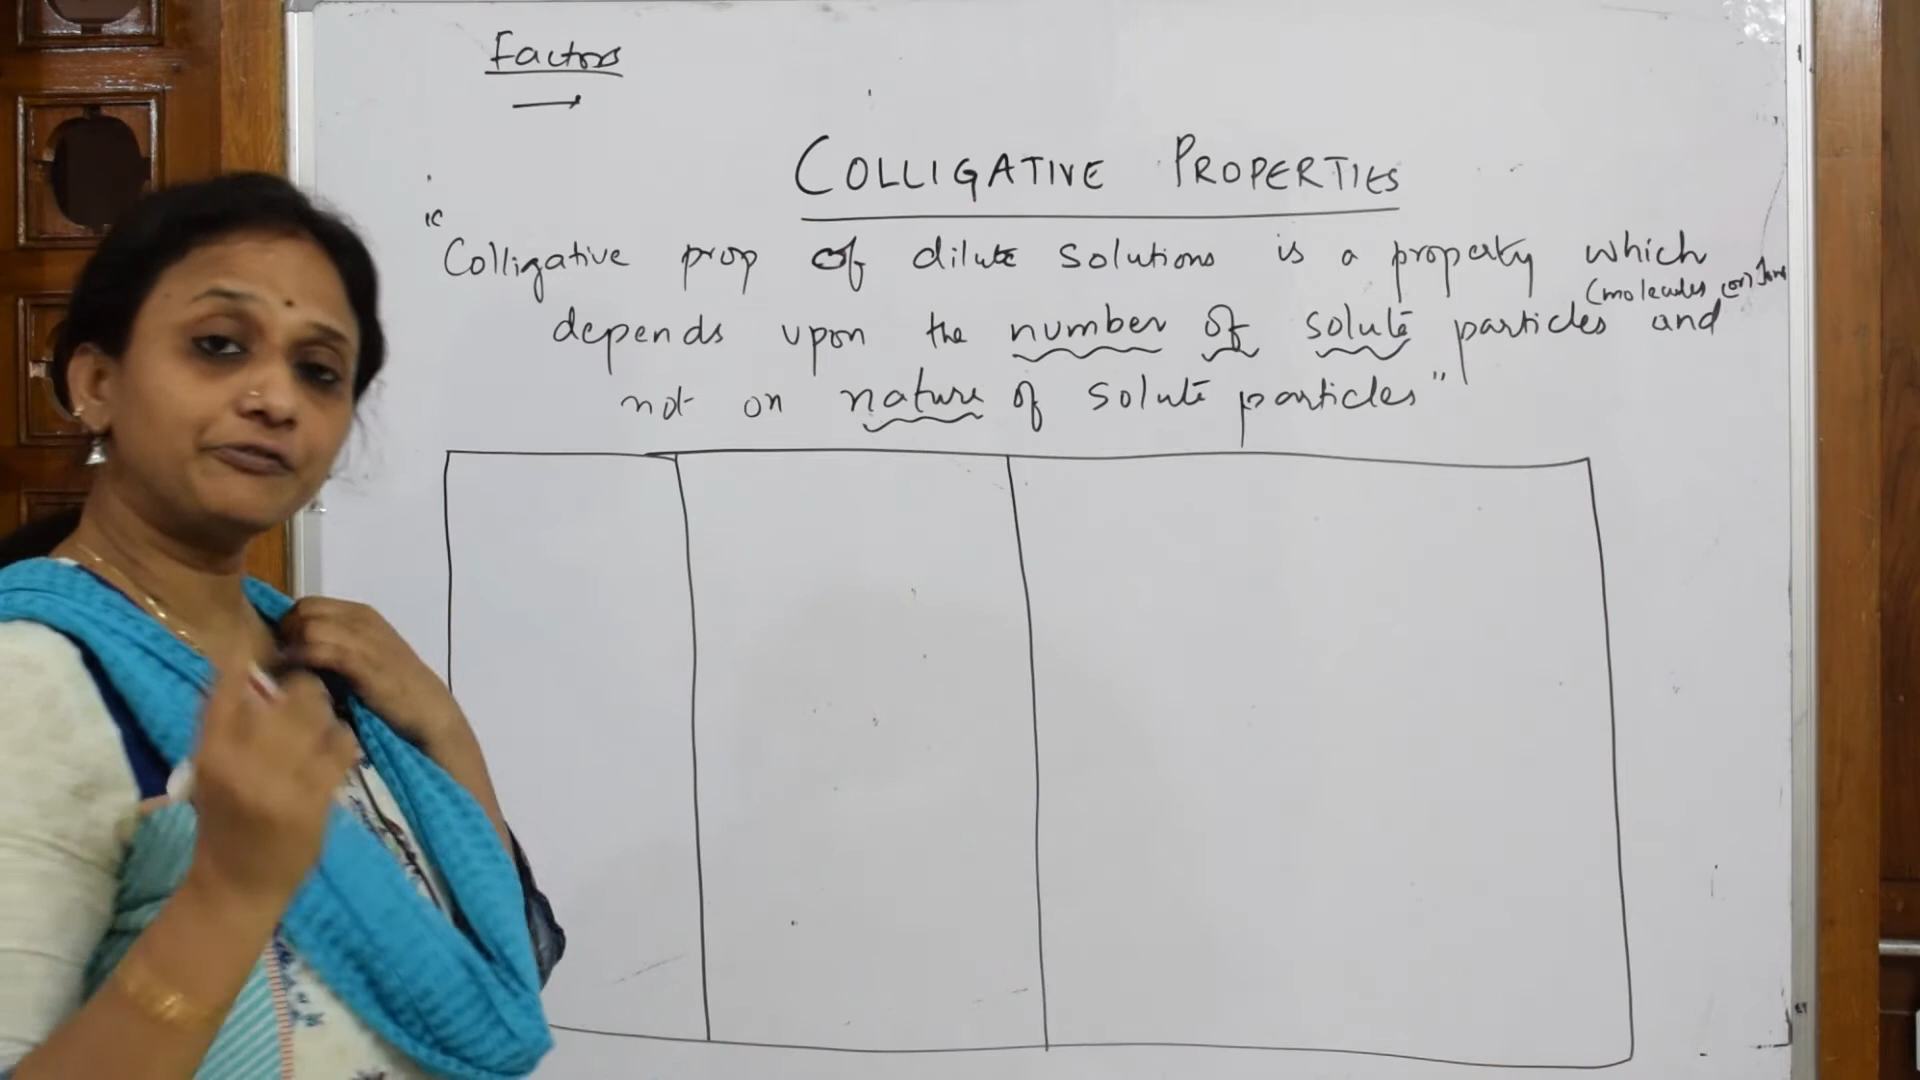 Factors
COLLIGATIVE PROPERTIES
"Colligative prop of dilute solutions is a property which
(molecules (or) Ions
depends upon the number of solute particles and
not on nature of solute particles"